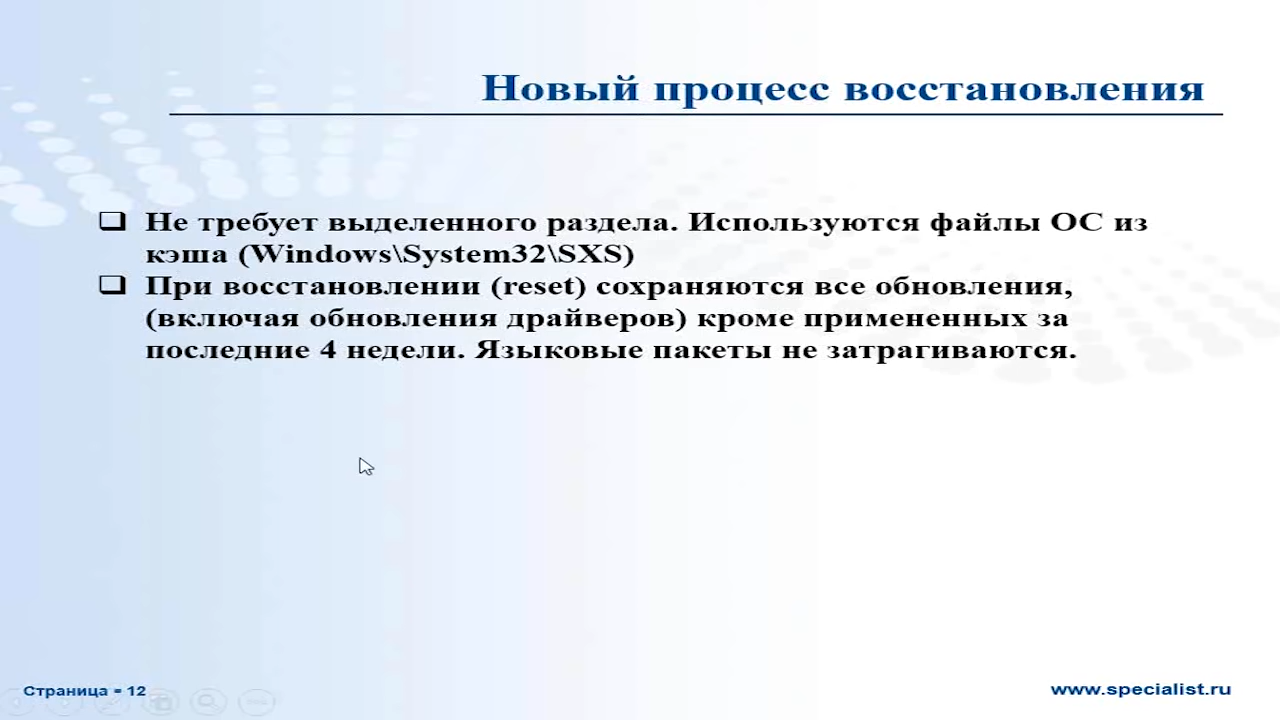 Новый процесс восстановления
Не требует выделенного раздела. Используются файлы ОС из
кэша (Windows\System32\SXS)
При восстановлении (reset) сохраняются все обновления,
(включая обновления драйверов) кроме примененных за
последние 4 недели. Языковые пакеты не затрагиваются.
Страница = 12
www.specialist.ru